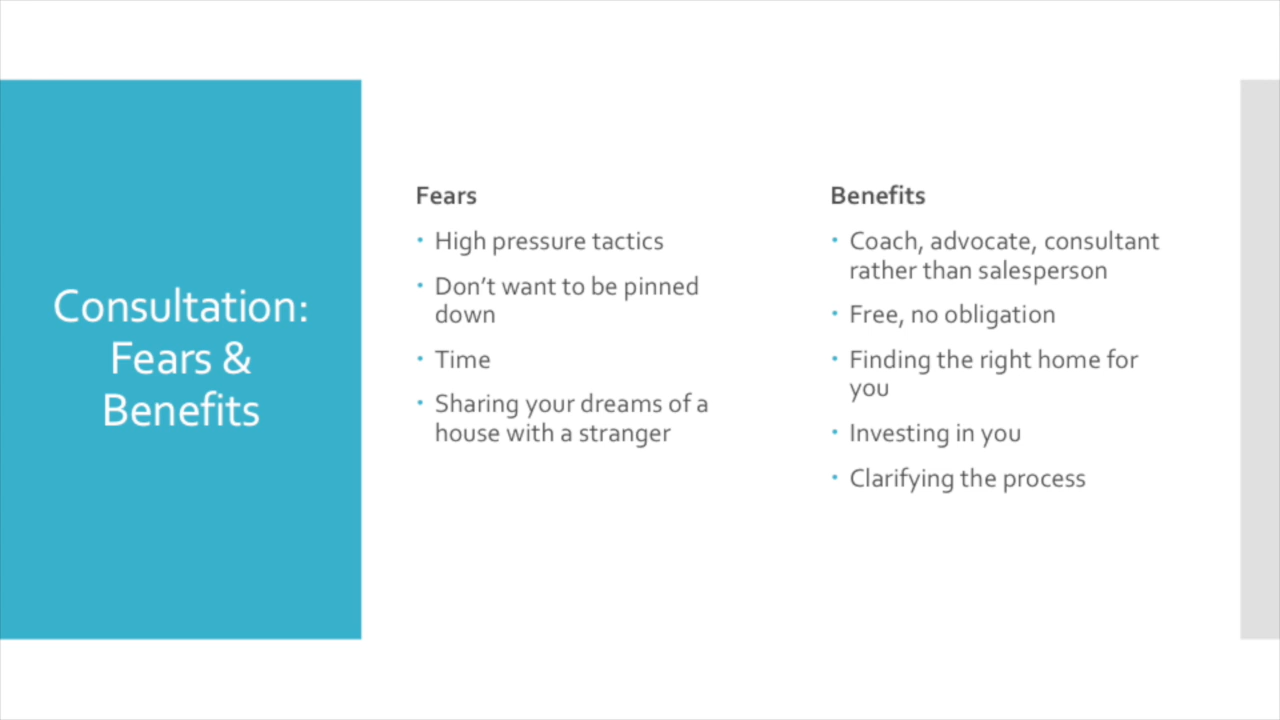 Consultation:
Fears &
Benefits
Fears
• High pressure tactics
• Don’t want to be pinned
down
• Time
• Sharing your dreams of a
house with a stranger
Benefits
• Coach, advocate, consultant
rather than salesperson
• Free, no obligation
• Finding the right home for
you
• Investing in you
• Clarifying the process